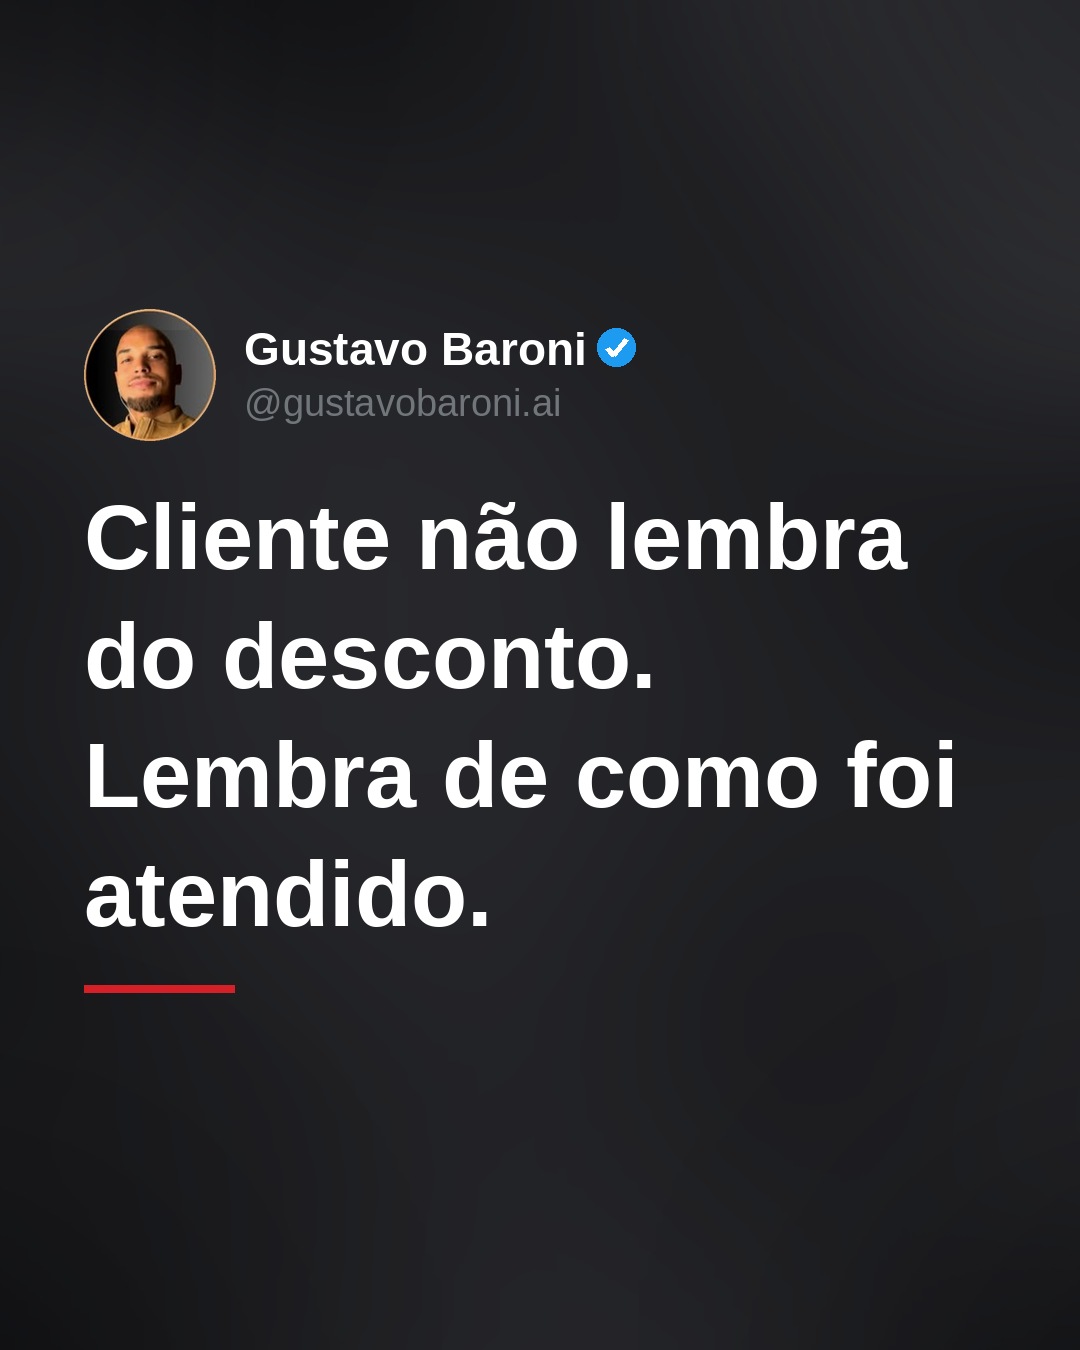 Gustavo Baroni
@gustavobaroni.ai
Cliente não lembra
do desconto.
Lembra de como foi
atendido.